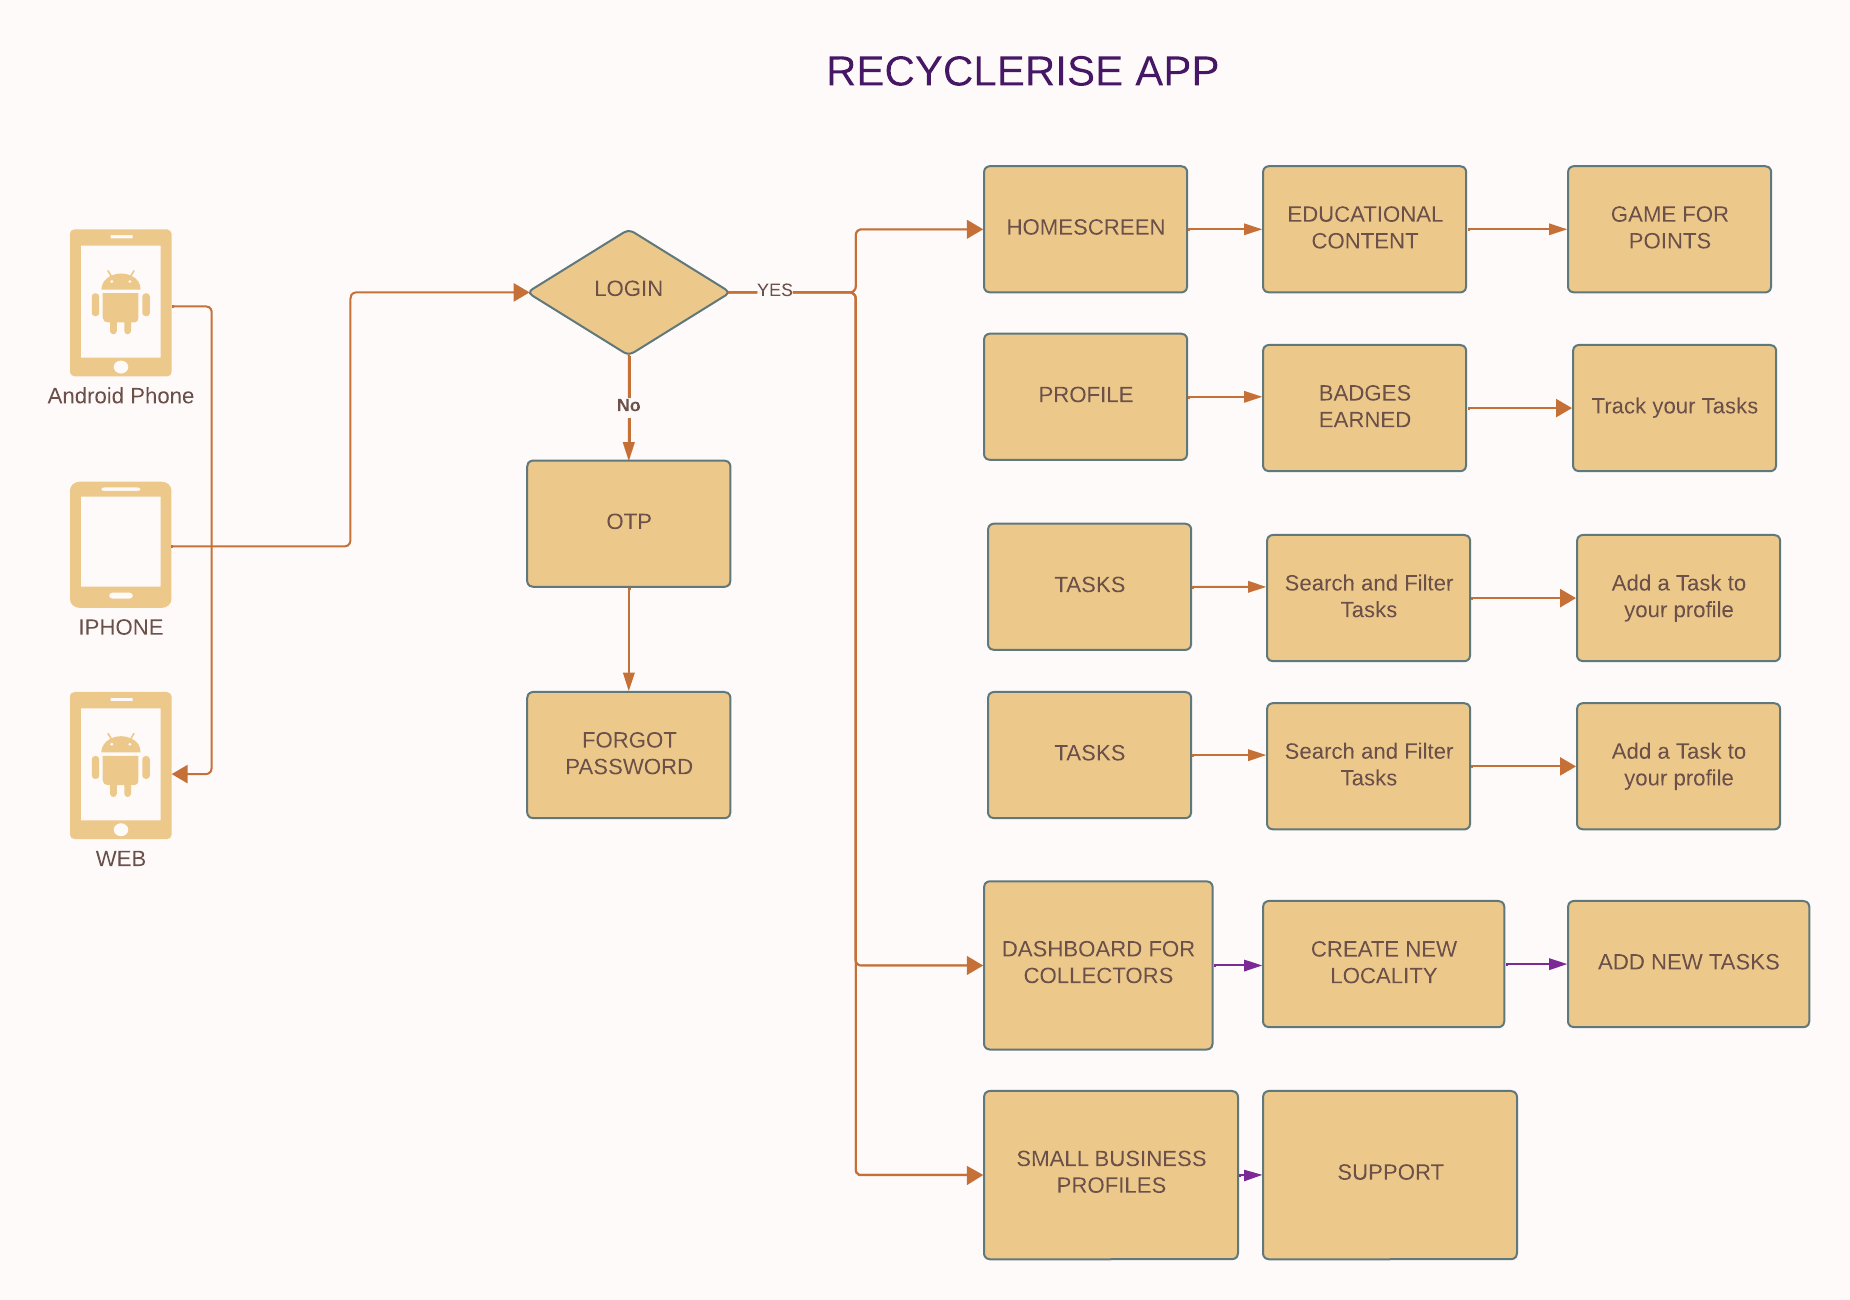 RECYCLERISE APP
Android Phone
IPHONE
WEB
LOGIN
YES
No
OTP
FORGOT
PASSWORD
HOMESCREEN
EDUCATIONAL
CONTENT
GAME FOR
POINTS
PROFILE
BADGES
EARNED
Track your Tasks
TASKS
Search and Filter
Tasks
Add a Task to
your profile
TASKS
Search and Filter
Tasks
Add a Task to
your profile
DASHBOARD FOR
COLLECTORS
CREATE NEW
LOCALITY
ADD NEW TASKS
SMALL BUSINESS
PROFILES
SUPPORT